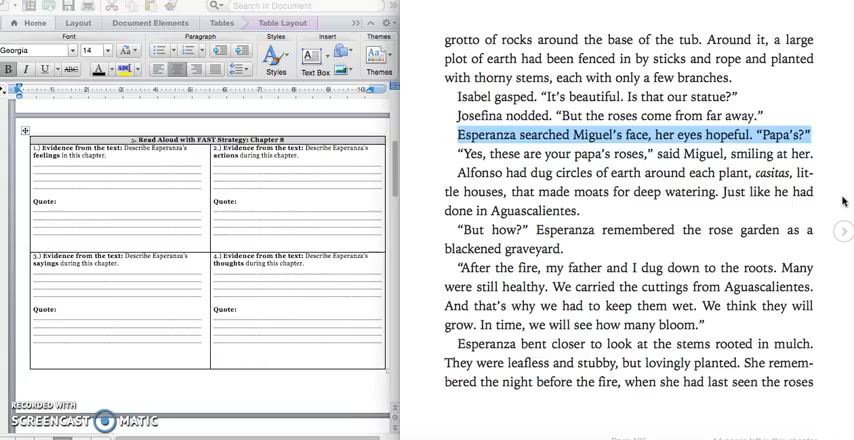 Search in Document
Home
Layout
Document Elements
Tables
Table Layout
Font
Paragraph
Styles
Insert
Themes
Georgia
14
Aa
B
I
U
ABC
A
ABC
Styles
Text Box
Themes
5. Read Aloud with FAST Strategy: Chapter 8
1.) Evidence from the text: Describe Esperanza's
feelings in this chapter.
Quote:
2.) Evidence from the text: Describe Esperanza's
actions during this chapter.
Quote:
3.) Evidence from the text: Describe Esperanza's
sayings during this chapter.
Quote:
4.) Evidence from the text: Describe Esperanza's
thoughts during this chapter.
Quote:
RECORDED WITH
SCREENCAST MATIC
grotto of rocks around the base of the tub. Around it, a large
plot of earth had been fenced in by sticks and rope and planted
with thorny stems, each with only a few branches.
Isabel gasped. “It’s beautiful. Is that our statue?”
Josefina nodded. “But the roses come from far away.”
Esperanza searched Miguel’s face, her eyes hopeful. “Papa’s?”
“Yes, these are your papa’s roses,” said Miguel, smiling at her.
Alfonso had dug circles of earth around each plant, casitas, lit-
tle houses, that made moats for deep watering. Just like he had
done in Aguascalientes.
“But how?” Esperanza remembered the rose garden as a
blackened graveyard.
“After the fire, my father and I dug down to the roots. Many
were still healthy. We carried the cuttings from Aguascalientes.
And that’s why we had to keep them wet. We think they will
grow. In time, we will see how many bloom.”
Esperanza bent closer to look at the stems rooted in mulch.
They were leafless and stubby, but lovingly planted. She remem-
bered the night before the fire, when she had last seen the roses